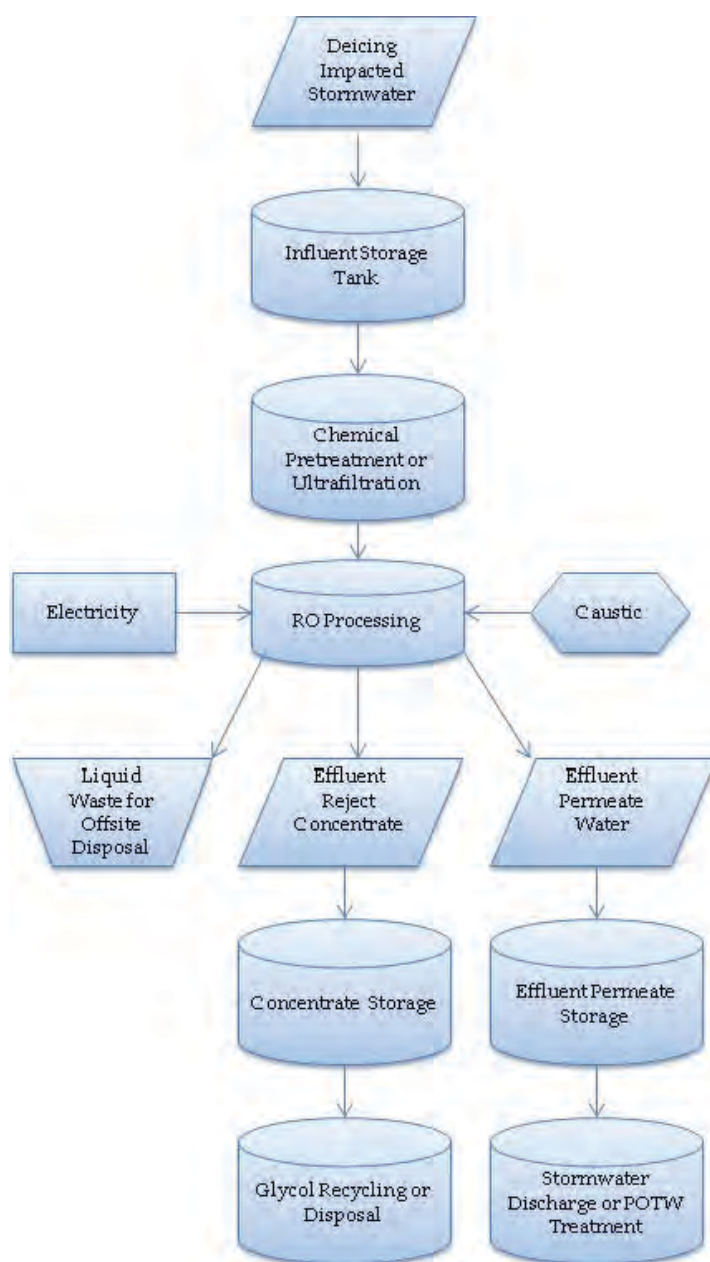 Deicing
Impacted
Stormwater
Influent Storage
Tank
Chemical
Pretreatment or
Ultrafiltration
Electricity
RO Processing
Caustic
Liquid
Waste for
Offsite
Disposal
Effluent
Reject
Concentrate
Effluent
Permeate
Water
Concentrate Storage
Effluent Permeate
Storage
Glycol Recycling or
Disposal
Stormwater
Discharge or POTW
Treatment